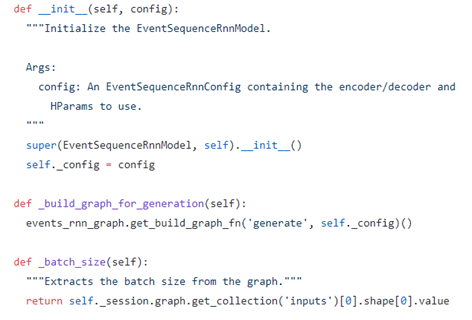 def __init__(self, config):
"""Initialize the EventSequenceRnnModel.
Args:
config: An EventSequenceRnnConfig containing the encoder/decoder and
HParams to use.
"""
super(EventSequenceRnnModel, self).__init__()
self._config = config
def _build_graph_for_generation(self):
events_rnn_graph.get_build_graph_fn('generate', self._config)()
def _batch_size(self):
"""Extracts the batch size from the graph."""
return self._session.graph.get_collection('inputs')[0].shape[0].value